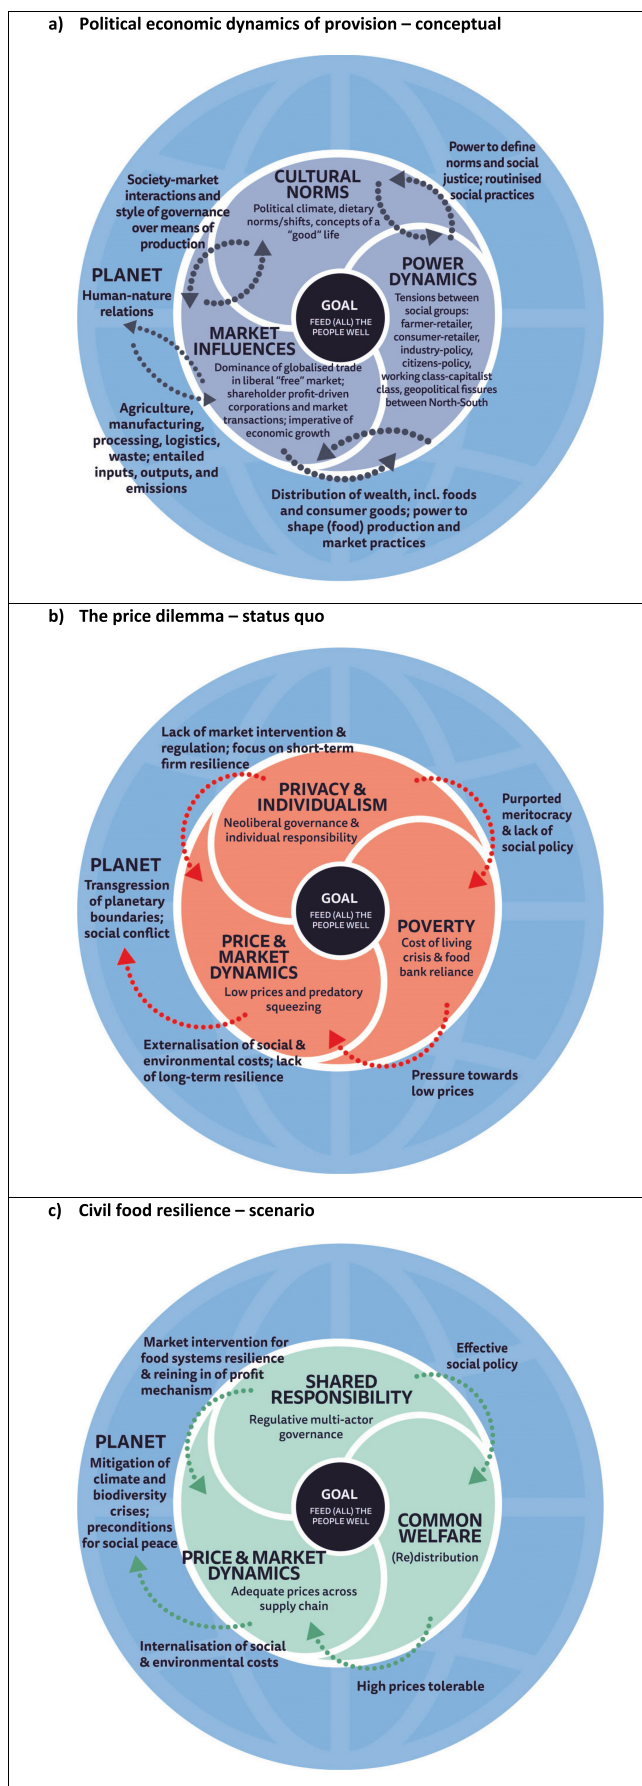 a) Political economic dynamics of provision – conceptual
Power to define
norms and social
justice; routinised
social practices
Society-market
interactions and
style of governance
over means of
production
CULTURAL
NORMS
Political climate, dietary
norms/shifts, concepts of a
“good” life
PLANET
Human-nature
relations
POWER
DYNAMICS
Tensions between
social groups:
farmer-retailer,
consumer-retailer,
industry-policy,
citizens-policy,
working class-capitalist
class, geopolitical fissures
between North-South
GOAL
FEED (ALL) THE
PEOPLE WELL
MARKET
INFLUENCES
Dominance of globalised trade
in liberal “free” market;
shareholder profit-driven
corporations and market
transactions; imperative of
economic growth
Agriculture,
manufacturing,
processing, logistics,
waste; entailed
inputs, outputs, and
emissions
Distribution of wealth, incl. foods
and consumer goods; power to
shape (food) production and
market practices
b) The price dilemma – status quo
Lack of market intervention &
regulation; focus on short-term
firm resilience
PRIVACY &
INDIVIDUALISM
Neoliberal governance &
individual responsibility
Purported
meritocracy
& lack of
social policy
PLANET
Transgression
of planetary
boundaries;
social conflict
GOAL
FEED (ALL) THE
PEOPLE WELL
POVERTY
Cost of living
crisis & food
bank reliance
PRICE &
MARKET
DYNAMICS
Low prices and predatory
squeezing
Externalisation of social &
environmental costs; lack
of long-term resilience
Pressure towards
low prices
c) Civil food resilience – scenario
Market intervention for
food systems resilience
& reining in of profit
mechanism
Effective
social policy
SHARED
RESPONSIBILITY
Regulative multi-actor
governance
PLANET
Mitigation of
climate and
biodiversity
crises;
preconditions
for social peace
GOAL
FEED (ALL) THE
PEOPLE WELL
COMMON
WELFARE
(Re)distribution
PRICE & MARKET
DYNAMICS
Adequate prices across
supply chain
Internalisation of social
& environmental costs
High prices tolerable